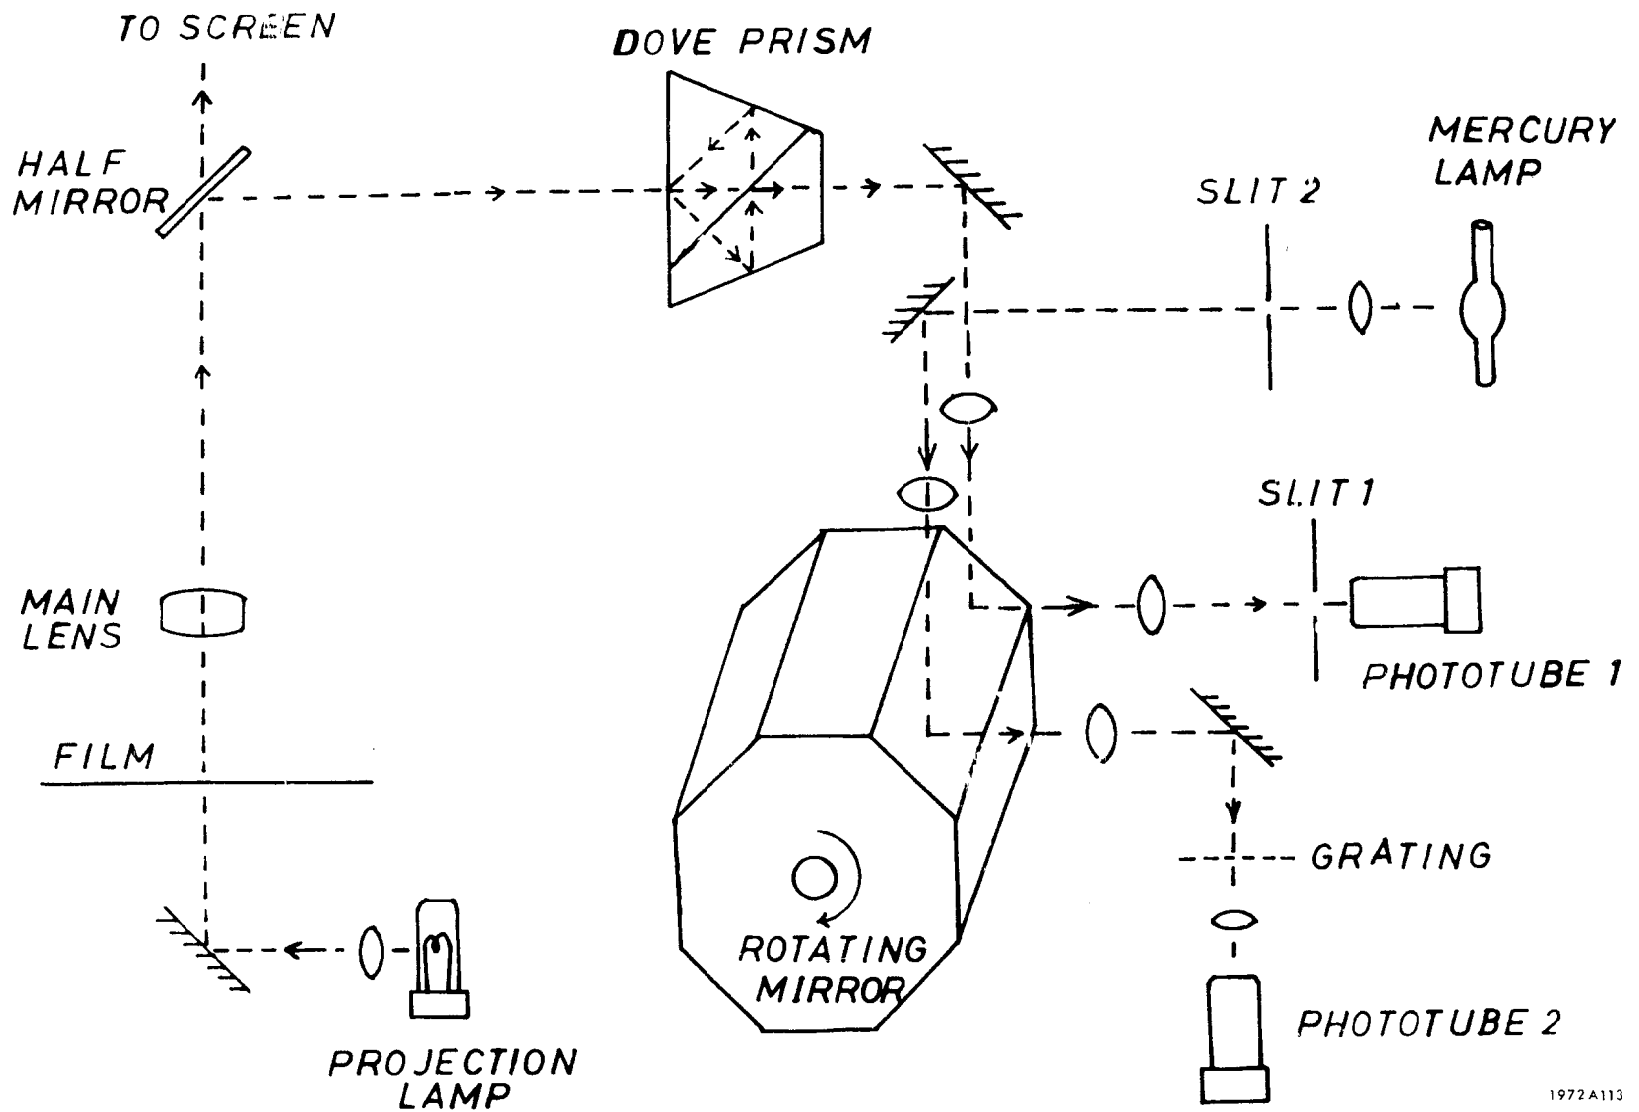 TO SCREEN
DOVE PRISM
HALF
MIRROR
MERCURY
LAMP
SLIT 2
SLIT 1
MAIN
LENS
PHOTOTUBE 1
FILM
GRATING
ROTATING
MIRROR
PHOTOTUBE 2
PROJECTION
LAMP
1972A113